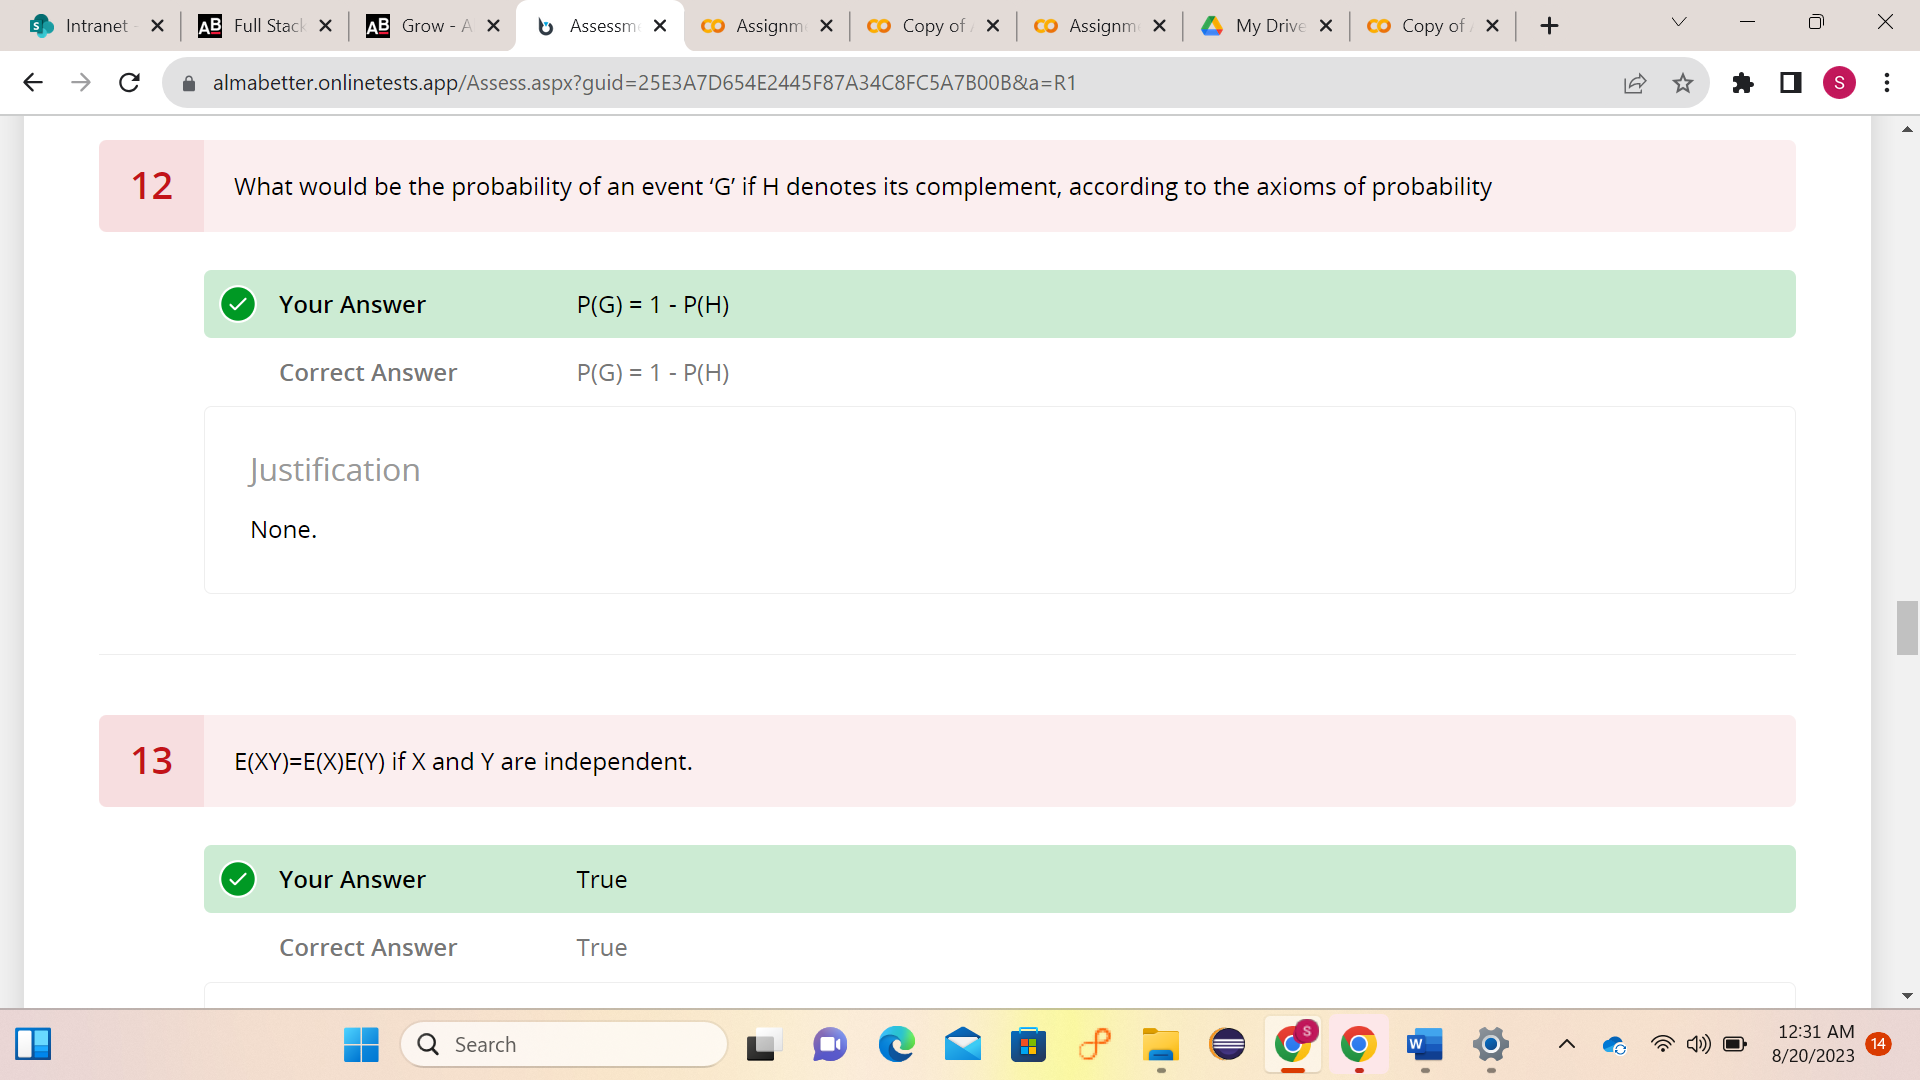 Intranet
Full Stack
Grow - A
Assessm
Assignm
Copy of
Assignm
My Drive
Copy of
almabetter.onlinetests.app/Assess.aspx?guid=25E3A7D654E2445F87A34C8FC5A7B00B&a=R1
S
12
What would be the probability of an event ‘G’ if H denotes its complement, according to the axioms of probability
Your Answer P(G) = 1 - P(H)
Correct Answer P(G) = 1 - P(H)
Justification
None.
13
E(XY)=E(X)E(Y) if X and Y are independent.
Your Answer True
Correct Answer True
Search
S
12:31 AM
8/20/2023
14